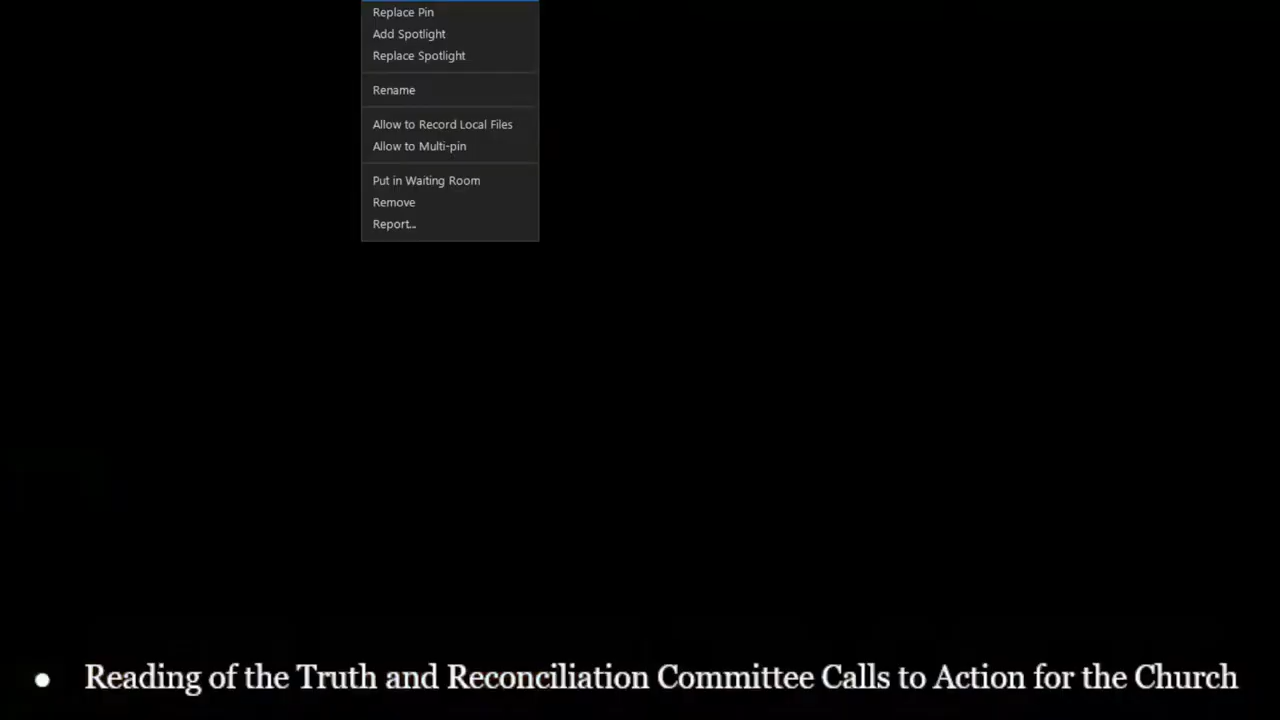 Replace Pin
Add Spotlight
Replace Spotlight
Rename
Allow to Record Local Files
Allow to Multi-pin
Put in Waiting Room
Remove
Report...
● Reading of the Truth and Reconciliation Committee Calls to Action for the Church